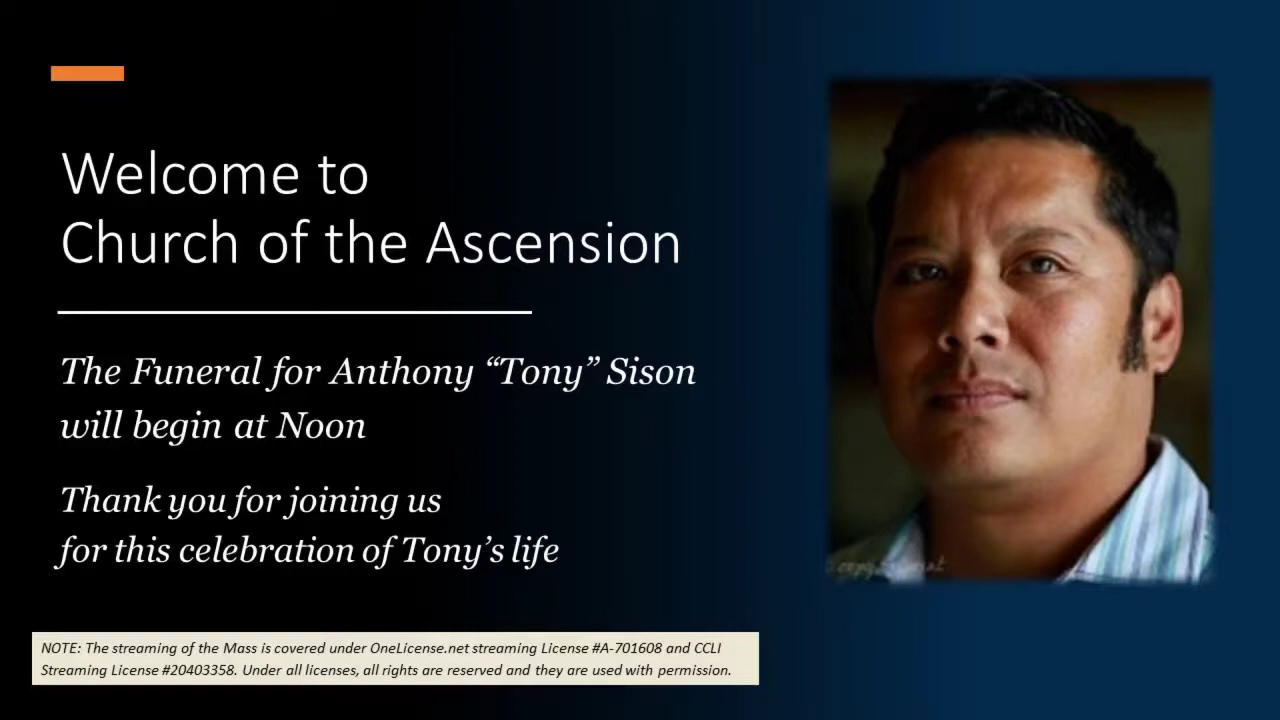 Welcome to
Church of the Ascension
The Funeral for Anthony “Tony” Sison
will begin at Noon
Thank you for joining us
for this celebration of Tony’s life
NOTE: The streaming of the Mass is covered under OneLicense.net streaming License #A-701608 and CCLI
Streaming License #20403358. Under all licenses, all rights are reserved and they are used with permission.